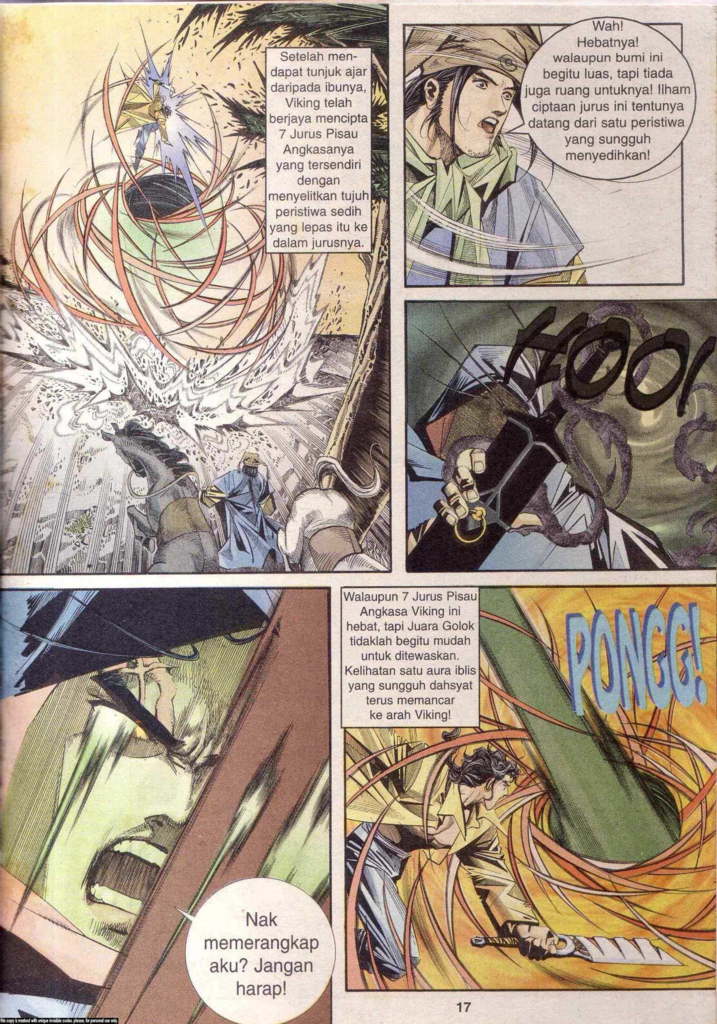 Setelah men-
dapat tunjuk ajar
daripada ibunya,
Viking telah
berjaya mencipta
7 Jurus Pisau
Angkasanya
yang tersendiri
dengan
menyelitkan tujuh
peristiwa sedih
yang lepas itu ke
dalam jurusnya.
Wah!
Hebatnya!
walaupun bumi ini
begitu luas, tapi tiada
juga ruang untuknya! Ilham
ciptaan jurus ini tentunya
datang dari satu peristiwa
yang sungguh
menyedihkan!
HOO!
Nak
memerangkap
aku? Jangan
harap!
Walaupun 7 Jurus Pisau
Angkasa Viking ini
hebat, tapi Juara Golok
tidaklah begitu mudah
untuk ditewaskan.
Kelihatan satu aura iblis
yang sungguh dahsyat
terus memancar
ke arah Viking!
PONGG!
17